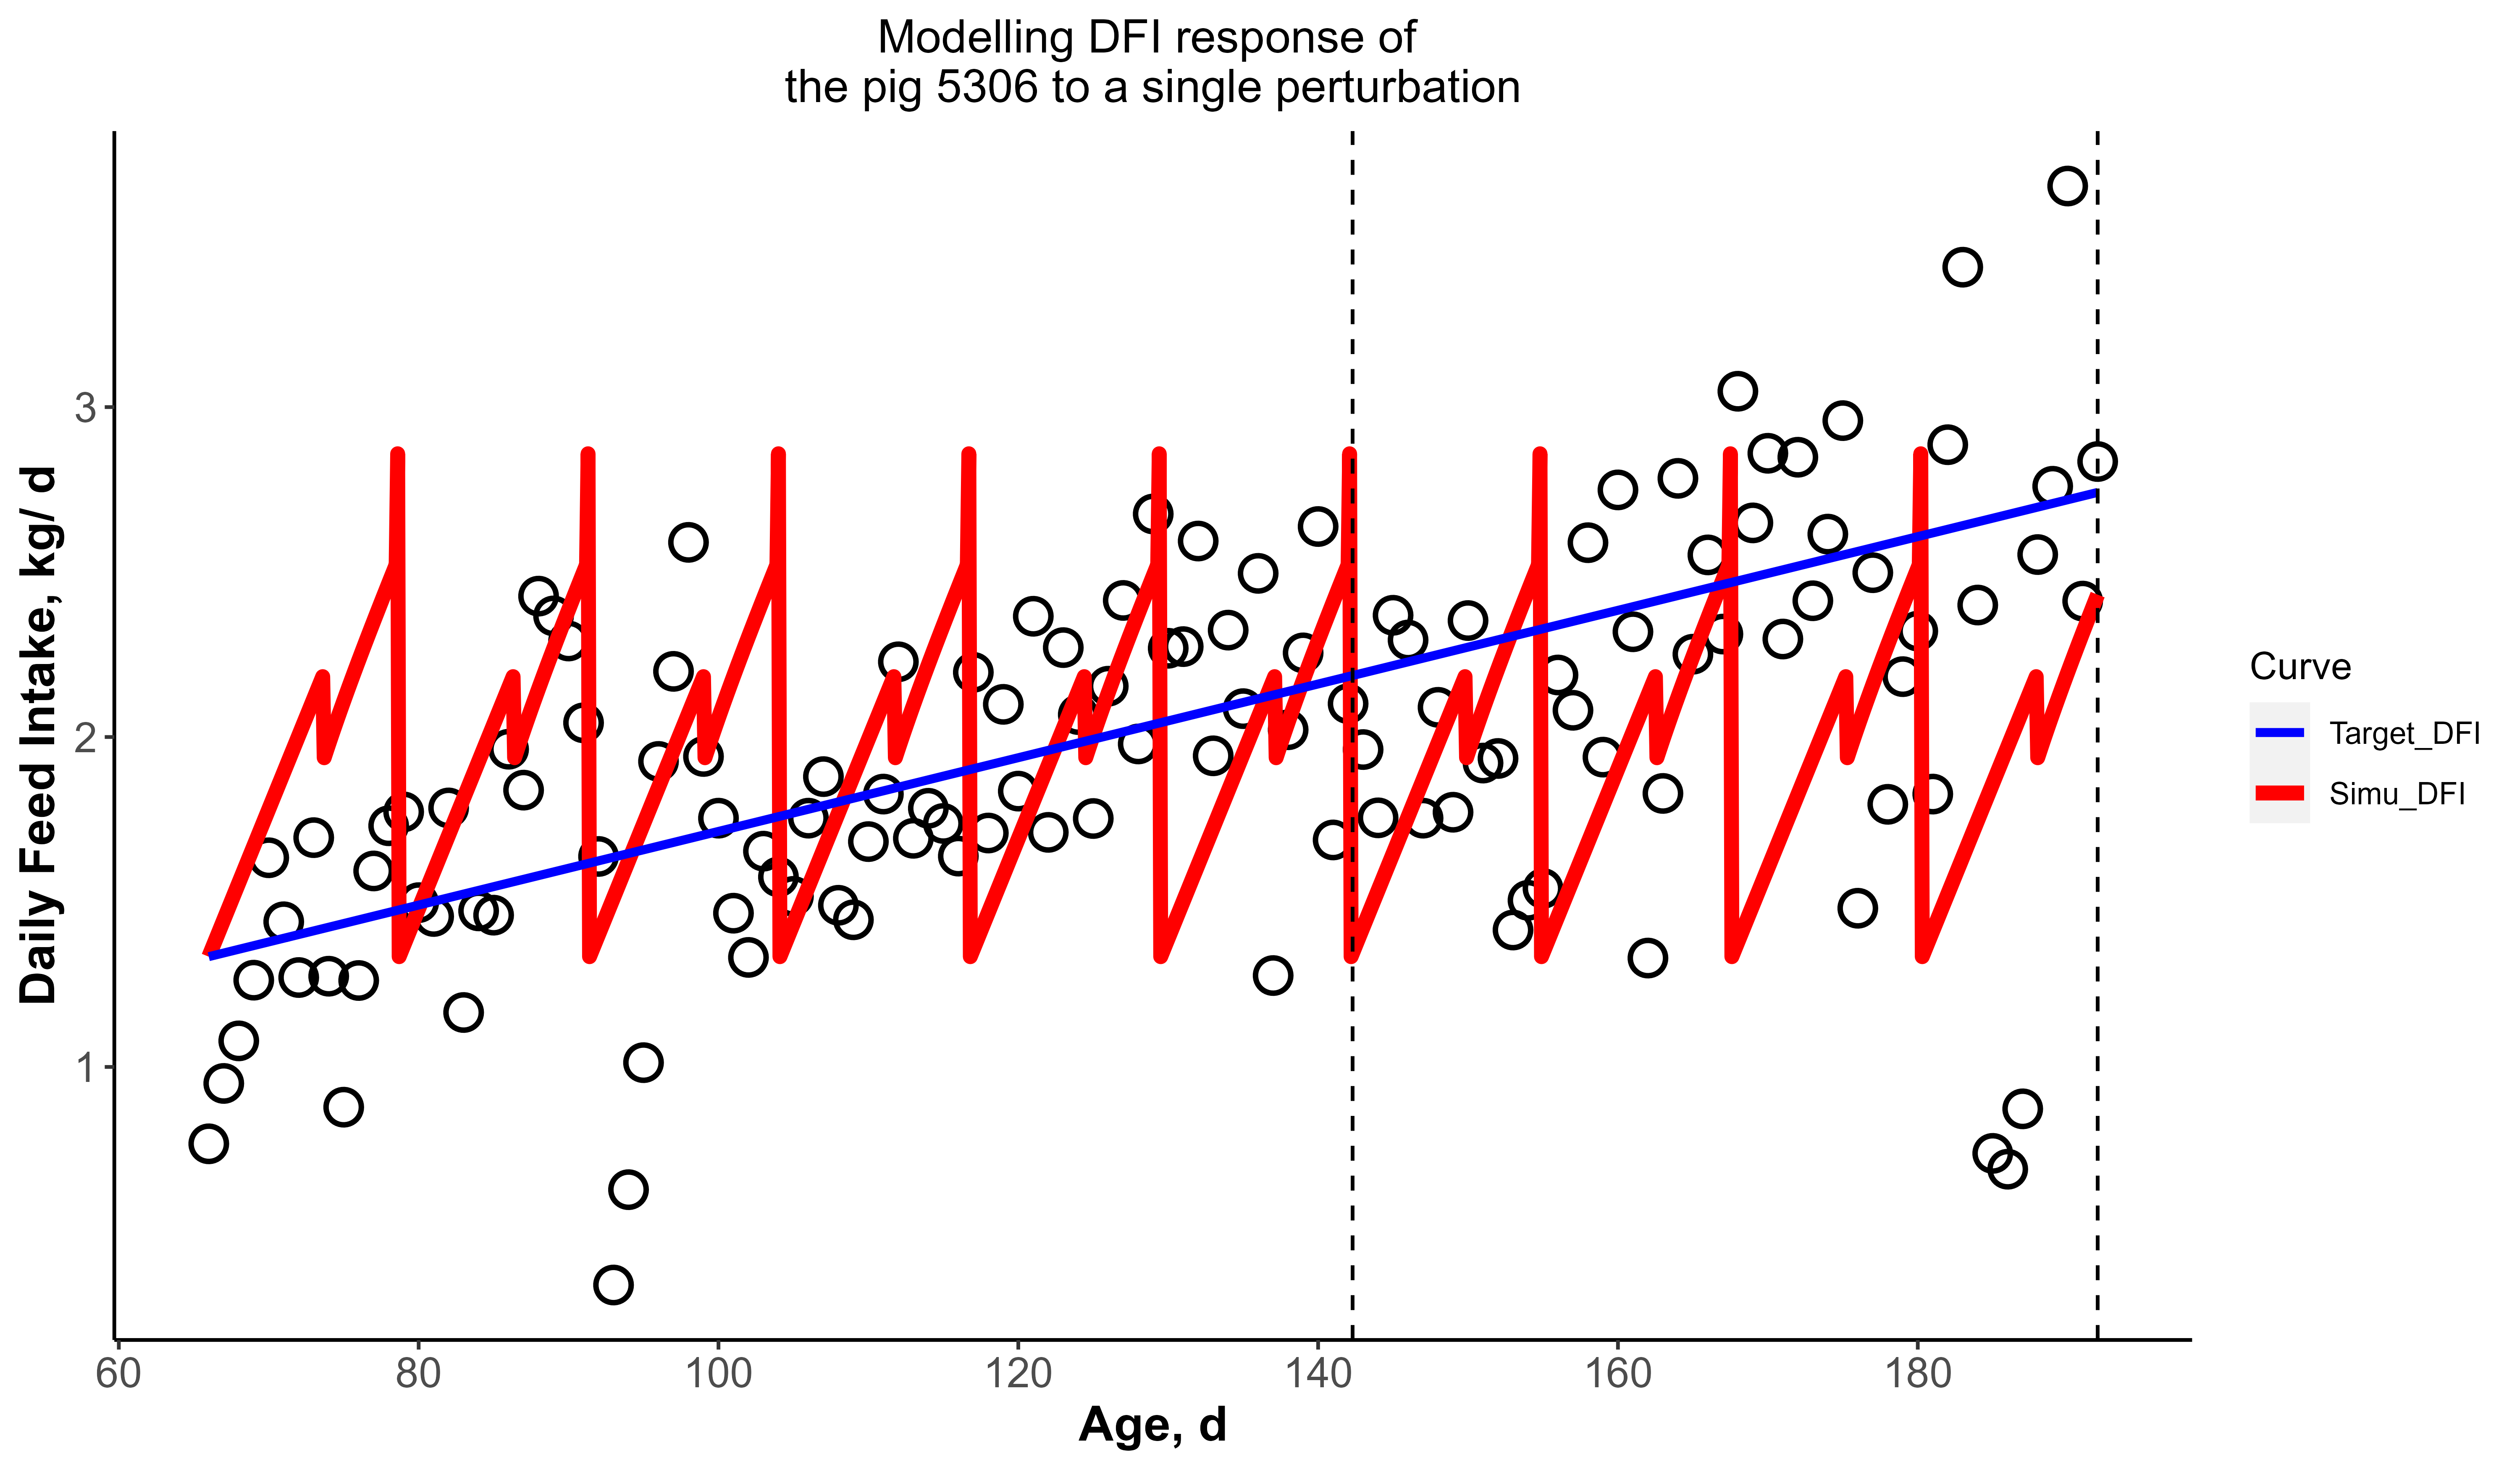 Modelling DFI response of
the pig 5306 to a single perturbation
Daily Feed Intake, kg/ d
3
2
1
60 80 100 120 140 160 180
Age, d
Curve
Target_DFI
Simu_DFI